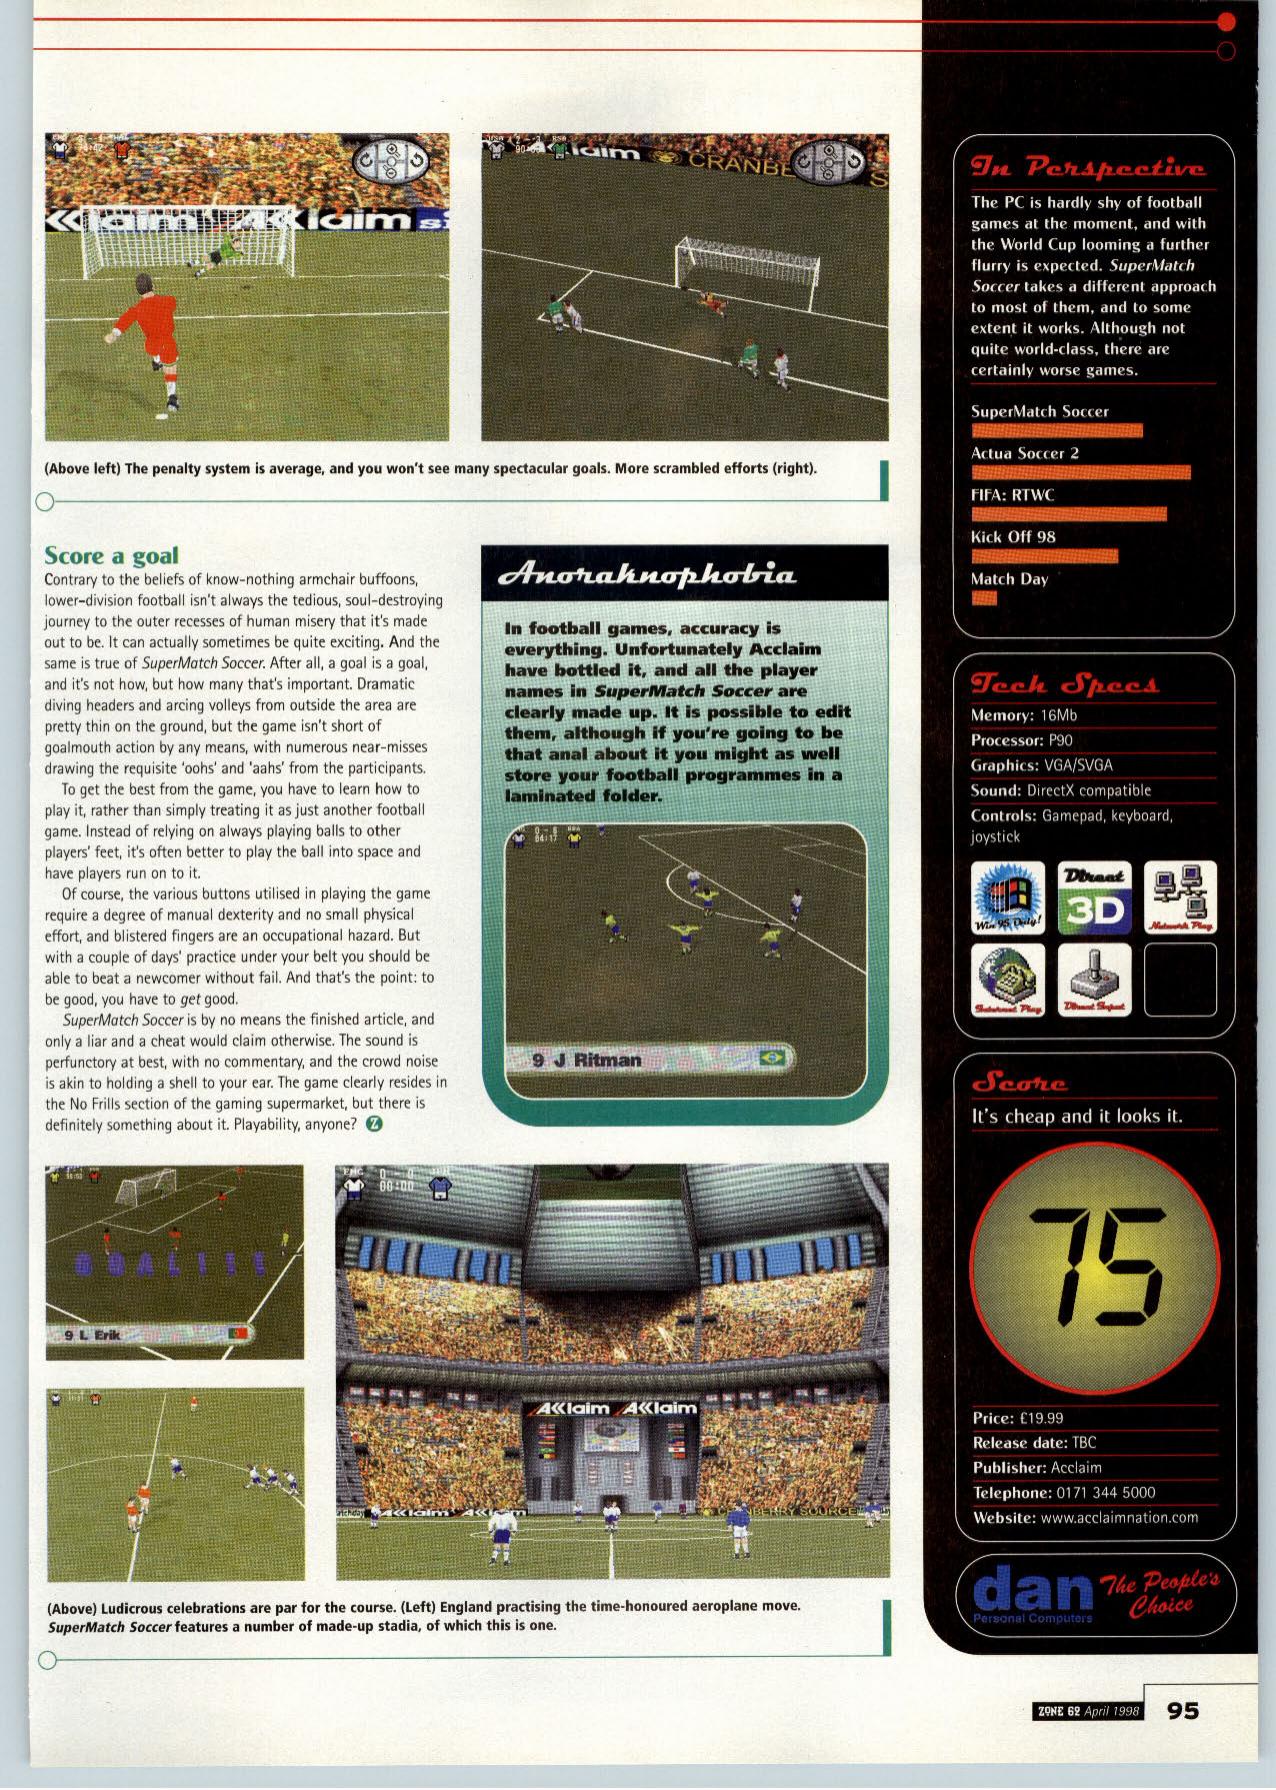 (Above left) The penalty system is average, and you won't see many spectacular goals. More scrambled efforts (right).
Score a goal
Contrary to the beliefs of know-nothing armchair buffoons,
lower-division football isn't always the tedious, soul-destroying
journey to the outer recesses of human misery that it's made
out to be. It can actually sometimes be quite exciting. And the
same is true of SuperMatch Soccer. After all, a goal is a goal,
and it's not how, but how many that's important. Dramatic
diving headers and arcing volleys from outside the area are
pretty thin on the ground, but the game isn't short of
goalmouth action by any means, with numerous near-misses
drawing the requisite 'oohs' and 'aahs' from the participants.
To get the best from the game, you have to learn how to
play it, rather than simply treating it as just another football
game. Instead of relying on always playing balls to other
players' feet, it's often better to play the ball into space and
have players run on to it.
Of course, the various buttons utilised in playing the game
require a degree of manual dexterity and no small physical
effort, and blistered fingers are an occupational hazard. But
with a couple of days' practice under your belt you should be
able to beat a newcomer without fail. And that's the point: to
be good, you have to get good.
SuperMatch Soccer is by no means the finished article, and
only a liar and a cheat would claim otherwise. The sound is
perfunctory at best, with no commentary, and the crowd noise
is akin to holding a shell to your ear. The game clearly resides in
the No Frills section of the gaming supermarket, but there is
definitely something about it. Playability, anyone? Z
Anoraknophobia
In football games, accuracy is
everything. Unfortunately Acclaim
have bottled it, and all the player
names in SuperMatch Soccer are
clearly made up. It is possible to edit
them, although if you're going to be
that anal about it you might as well
store your football programmes in a
laminated folder.
04:17
9 J Ritman
9 L Erik
0 - 0
00:00
AKklaim AKklaim
(Above) Ludicrous celebrations are par for the course. (Left) England practising the time-honoured aeroplane move.
SuperMatch Soccer features a number of made-up stadia, of which this is one.
In Perspective
The PC is hardly shy of football
games at the moment, and with
the World Cup looming a further
flurry is expected. SuperMatch
Soccer takes a different approach
to most of them, and to some
extent it works. Although not
quite world-class, there are
certainly worse games.
SuperMatch Soccer
Actua Soccer 2
FIFA: RTWC
Kick Off 98
Match Day
Tech Specs
Memory: 16Mb
Processor: P90
Graphics: VGA/SVGA
Sound: DirectX compatible
Controls: Gamepad, keyboard,
joystick
Win 95 Only!
Direct
3D
Network Play
Internet Play
Direct Input
Score
It's cheap and it looks it.
75
Price: £19.99
Release date: TBC
Publisher: Acclaim
Telephone: 0171 344 5000
Website: www.acclaimnation.com
dan The People's
Choice
Personal Computers
ZONE 62 April 1998 95